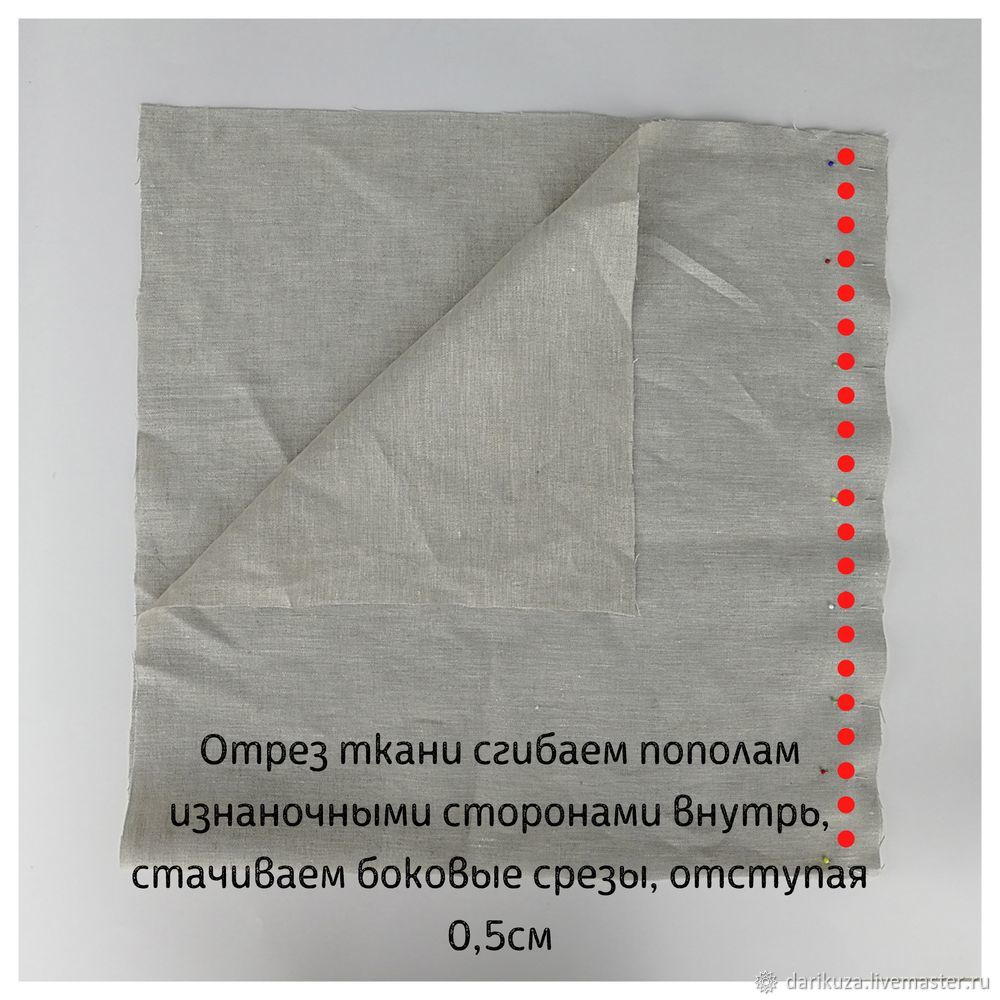 Отрез ткани сгибаем пополам
изнаночными сторонами внутрь,
стачиваем боковые срезы, отступая
0,5см
darikuza.livemaster.ru